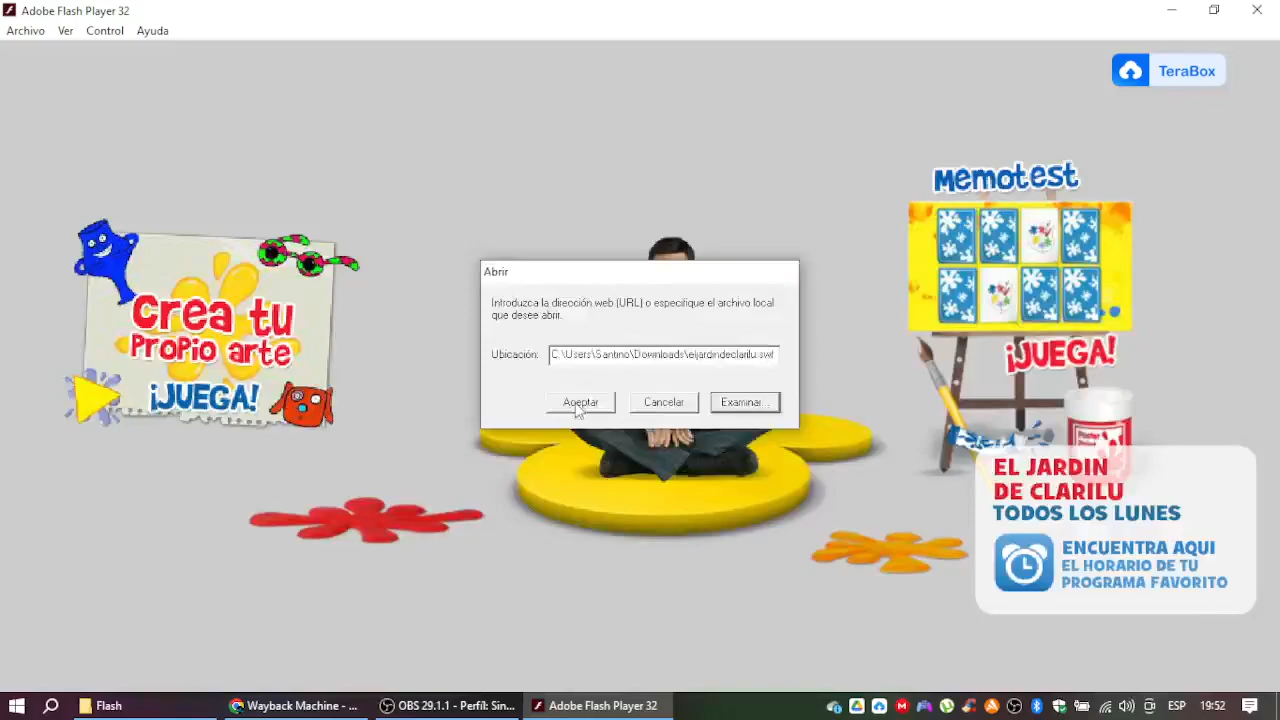 Adobe Flash Player 32
Archivo Ver Control Ayuda
TeraBox
Memotest
Crea tu
Propio arte
¡JUEGA!
¡JUEGA!
Abrir
Introduzca la dirección web (URL) o especifique el archivo local
que desee abrir.
Ubicación: C:\Users\Santino\Downloads\eljardindeclarilu.swf
Aceptar Cancelar Examinar...
EL JARDIN
DE CLARILU
TODOS LOS LUNES
ENCUENTRA AQUI
EL HORARIO DE TU
PROGRAMA FAVORITO
Flash
Wayback Machine - ...
OBS 29.1.1 - Perfil: Sin...
Adobe Flash Player 32
ESP 19:52